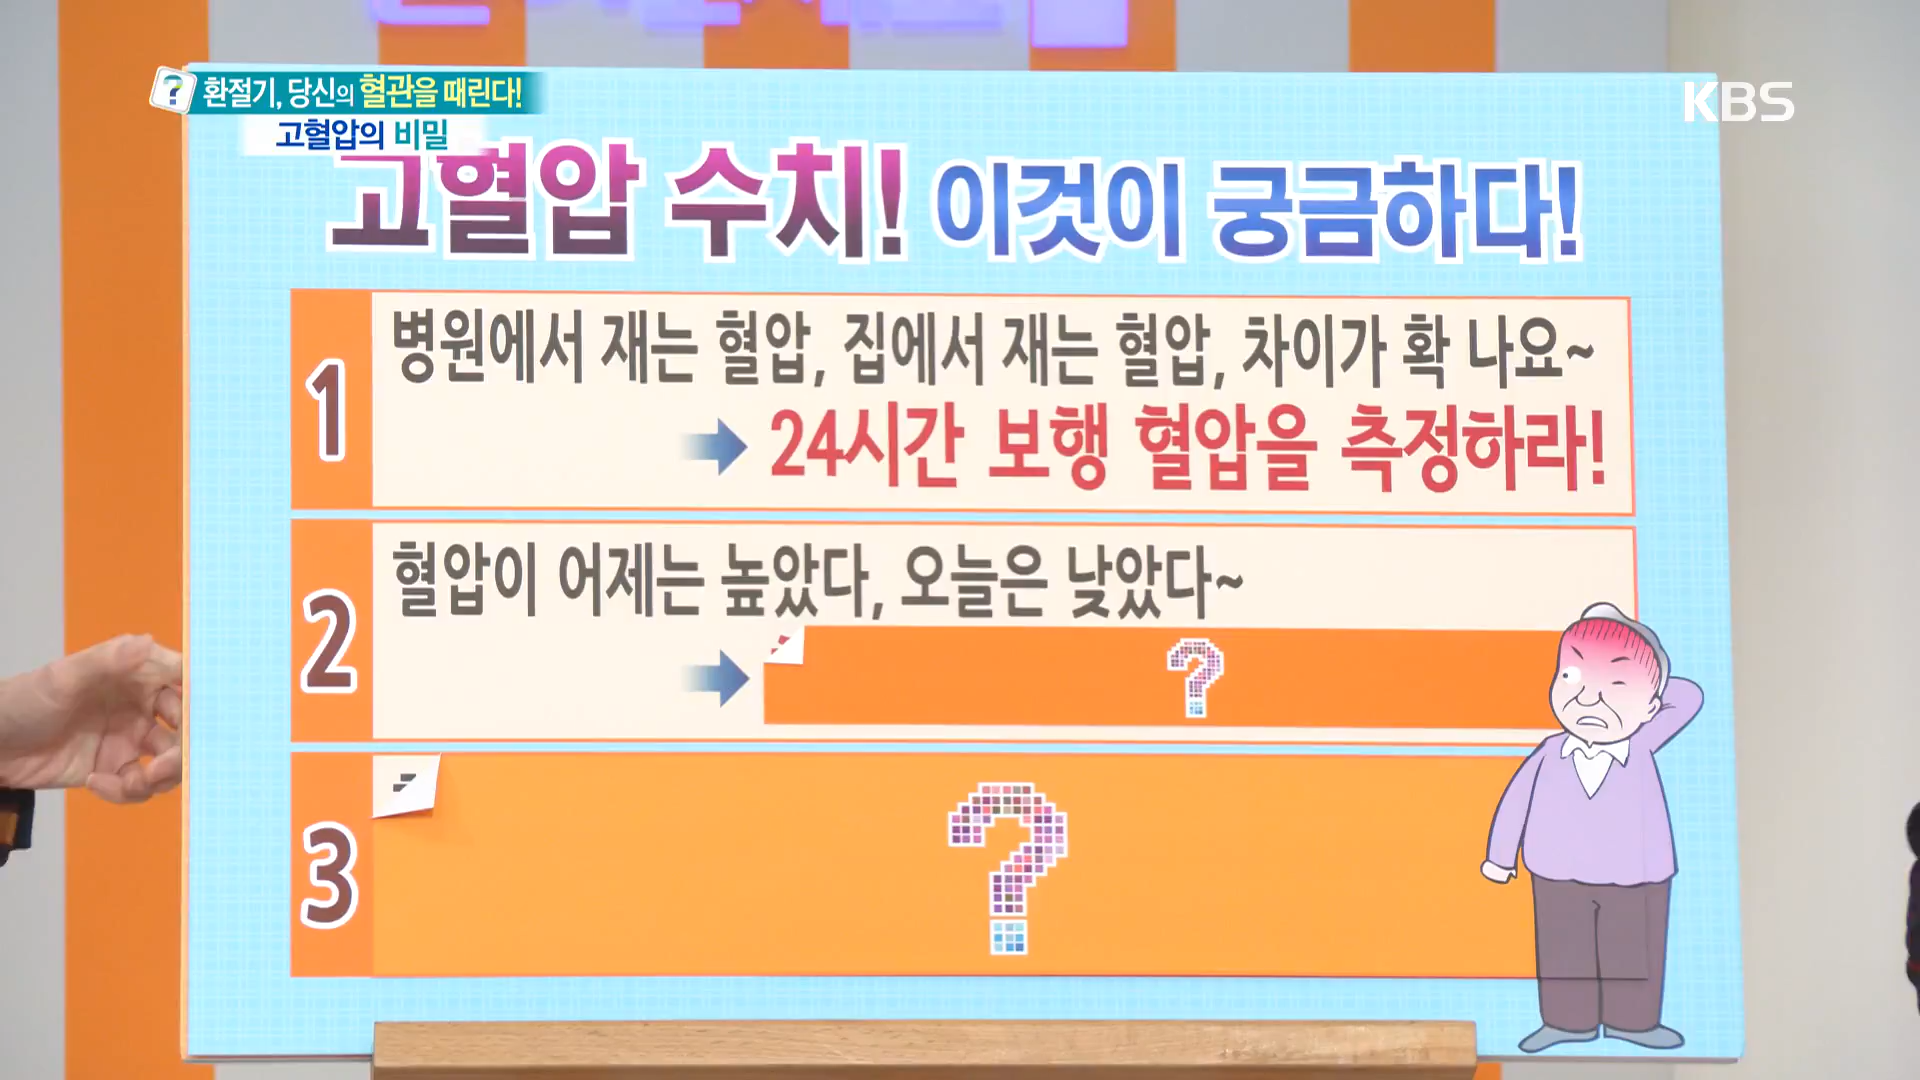 환절기, 당신의 혈관을 때린다!
고혈압의 비밀
KBS
고혈압 수치! 이것이 궁금하다!
1
병원에서 재는 혈압, 집에서 재는 혈압, 차이가 확 나요~
→ 24시간 보행 혈압을 측정하라!
2
혈압이 어제는 높았다, 오늘은 낮았다~
→ ?
3
?